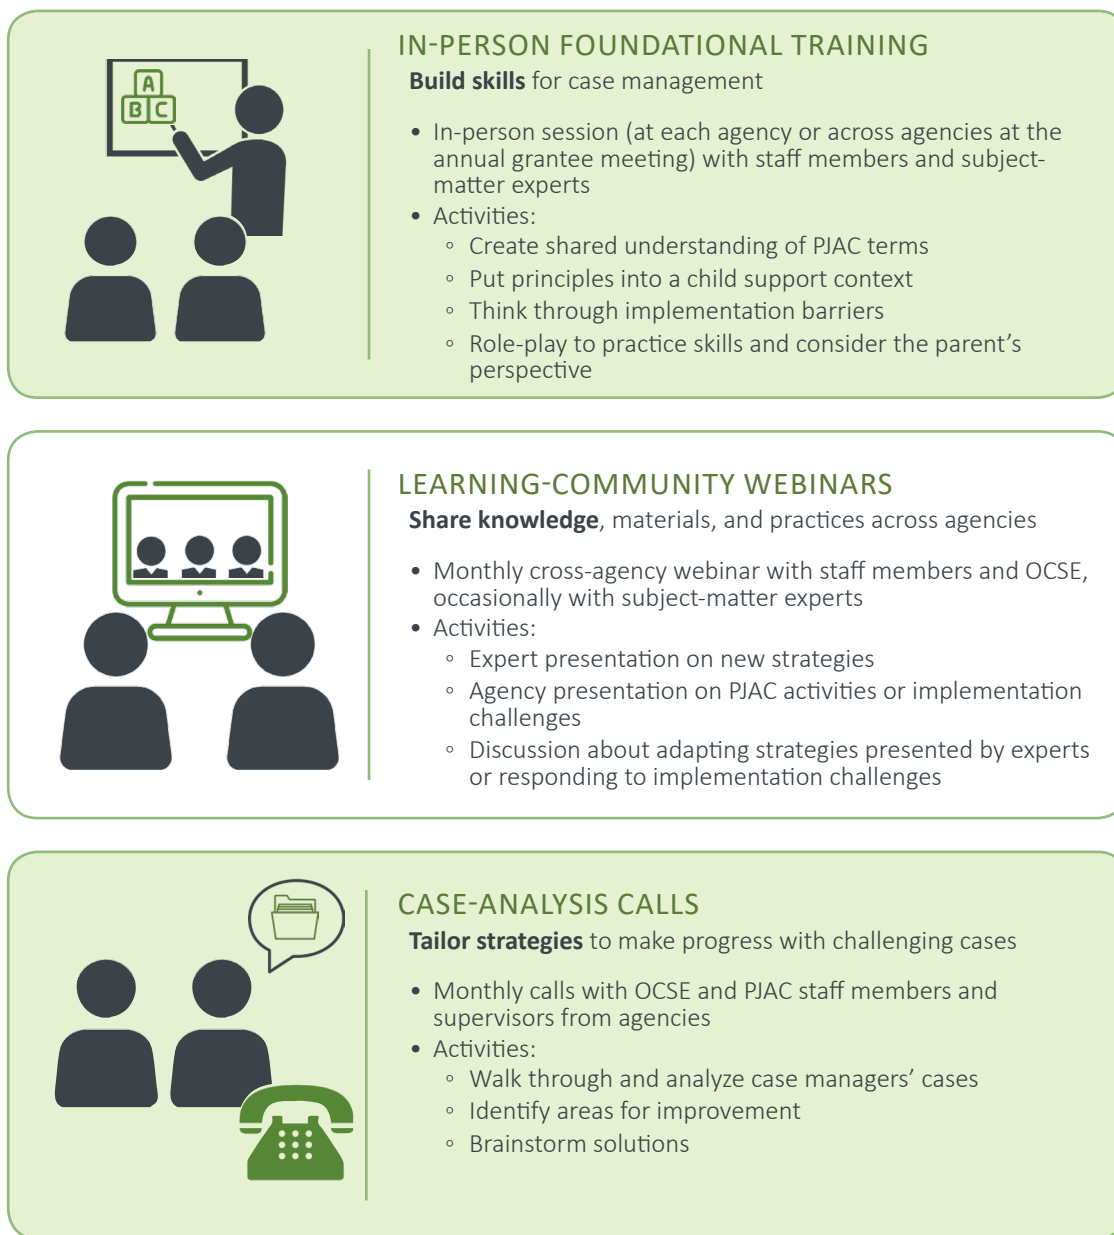 A
B C
IN-PERSON FOUNDATIONAL TRAINING
Build skills for case management
• In-person session (at each agency or across agencies at the
annual grantee meeting) with staff members and subject-
matter experts
• Activities:
◦ Create shared understanding of PJAC terms
◦ Put principles into a child support context
◦ Think through implementation barriers
◦ Role-play to practice skills and consider the parent’s
perspective
LEARNING-COMMUNITY WEBINARS
Share knowledge, materials, and practices across agencies
• Monthly cross-agency webinar with staff members and OCSE,
occasionally with subject-matter experts
• Activities:
◦ Expert presentation on new strategies
◦ Agency presentation on PJAC activities or implementation
challenges
◦ Discussion about adapting strategies presented by experts
or responding to implementation challenges
CASE-ANALYSIS CALLS
Tailor strategies to make progress with challenging cases
• Monthly calls with OCSE and PJAC staff members and
supervisors from agencies
• Activities:
◦ Walk through and analyze case managers’ cases
◦ Identify areas for improvement
◦ Brainstorm solutions